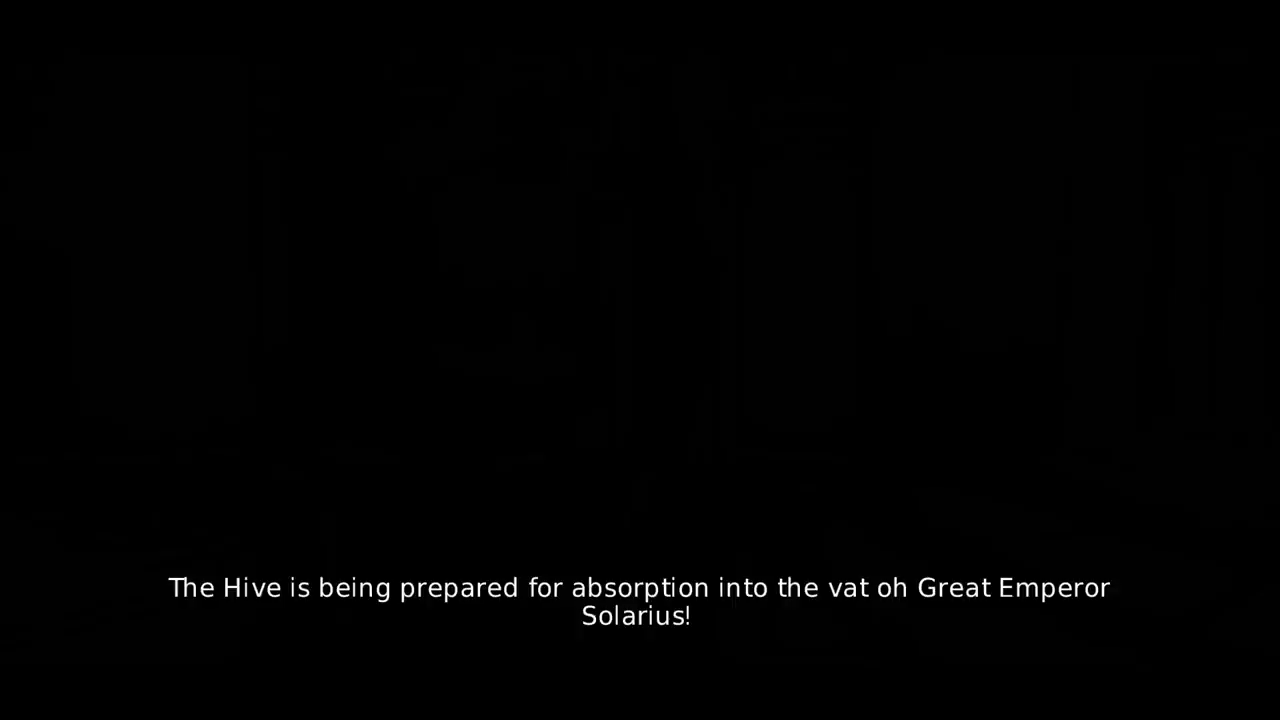 The Hive is being prepared for absorption into the vat oh Great Emperor
Solarius!